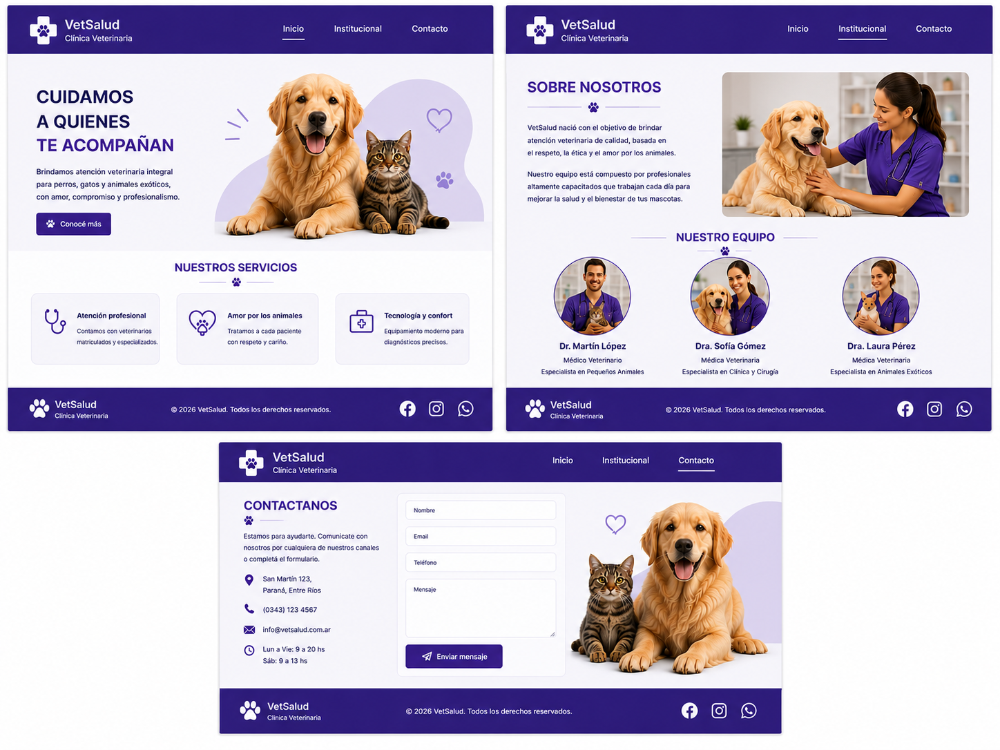 VetSalud
Clínica Veterinaria
Inicio
Institucional
Contacto
CUIDAMOS
A QUIENES
TE ACOMPAÑAN
Brindamos atención veterinaria integral
para perros, gatos y animales exóticos,
con amor, compromiso y profesionalismo.
Conocé más
NUESTROS SERVICIOS
Atención profesional
Contamos con veterinarios
matriculados y especializados.
Amor por los animales
Tratamos a cada paciente
con respeto y cariño.
Tecnología y confort
Equipamiento moderno para
diagnósticos precisos.
VetSalud
Clínica Veterinaria
© 2026 VetSalud. Todos los derechos reservados.
VetSalud
Clínica Veterinaria
Inicio
Institucional
Contacto
SOBRE NOSOTROS
VetSalud nació con el objetivo de brindar
atención veterinaria de calidad, basada en
el respeto, la ética y el amor por los animales.
Nuestro equipo está compuesto por profesionales
altamente capacitados que trabajan cada día para
mejorar la salud y el bienestar de tus mascotas.
NUESTRO EQUIPO
Dr. Martín López
Médico Veterinario
Especialista en Pequeños Animales
Dra. Sofía Gómez
Médica Veterinaria
Especialista en Clínica y Cirugía
Dra. Laura Pérez
Médica Veterinaria
Especialista en Animales Exóticos
VetSalud
Clínica Veterinaria
© 2026 VetSalud. Todos los derechos reservados.
VetSalud
Clínica Veterinaria
Inicio
Institucional
Contacto
CONTACTANOS
Estamos para ayudarte. Comunicate con
nosotros por cualquiera de nuestros canales
o completá el formulario.
San Martín 123,
Paraná, Entre Ríos
(0343) 123 4567
info@vetsalud.com.ar
Lun a Vie: 9 a 20 hs
Sáb: 9 a 13 hs
Nombre
Email
Teléfono
Mensaje
Enviar mensaje
VetSalud
Clínica Veterinaria
© 2026 VetSalud. Todos los derechos reservados.